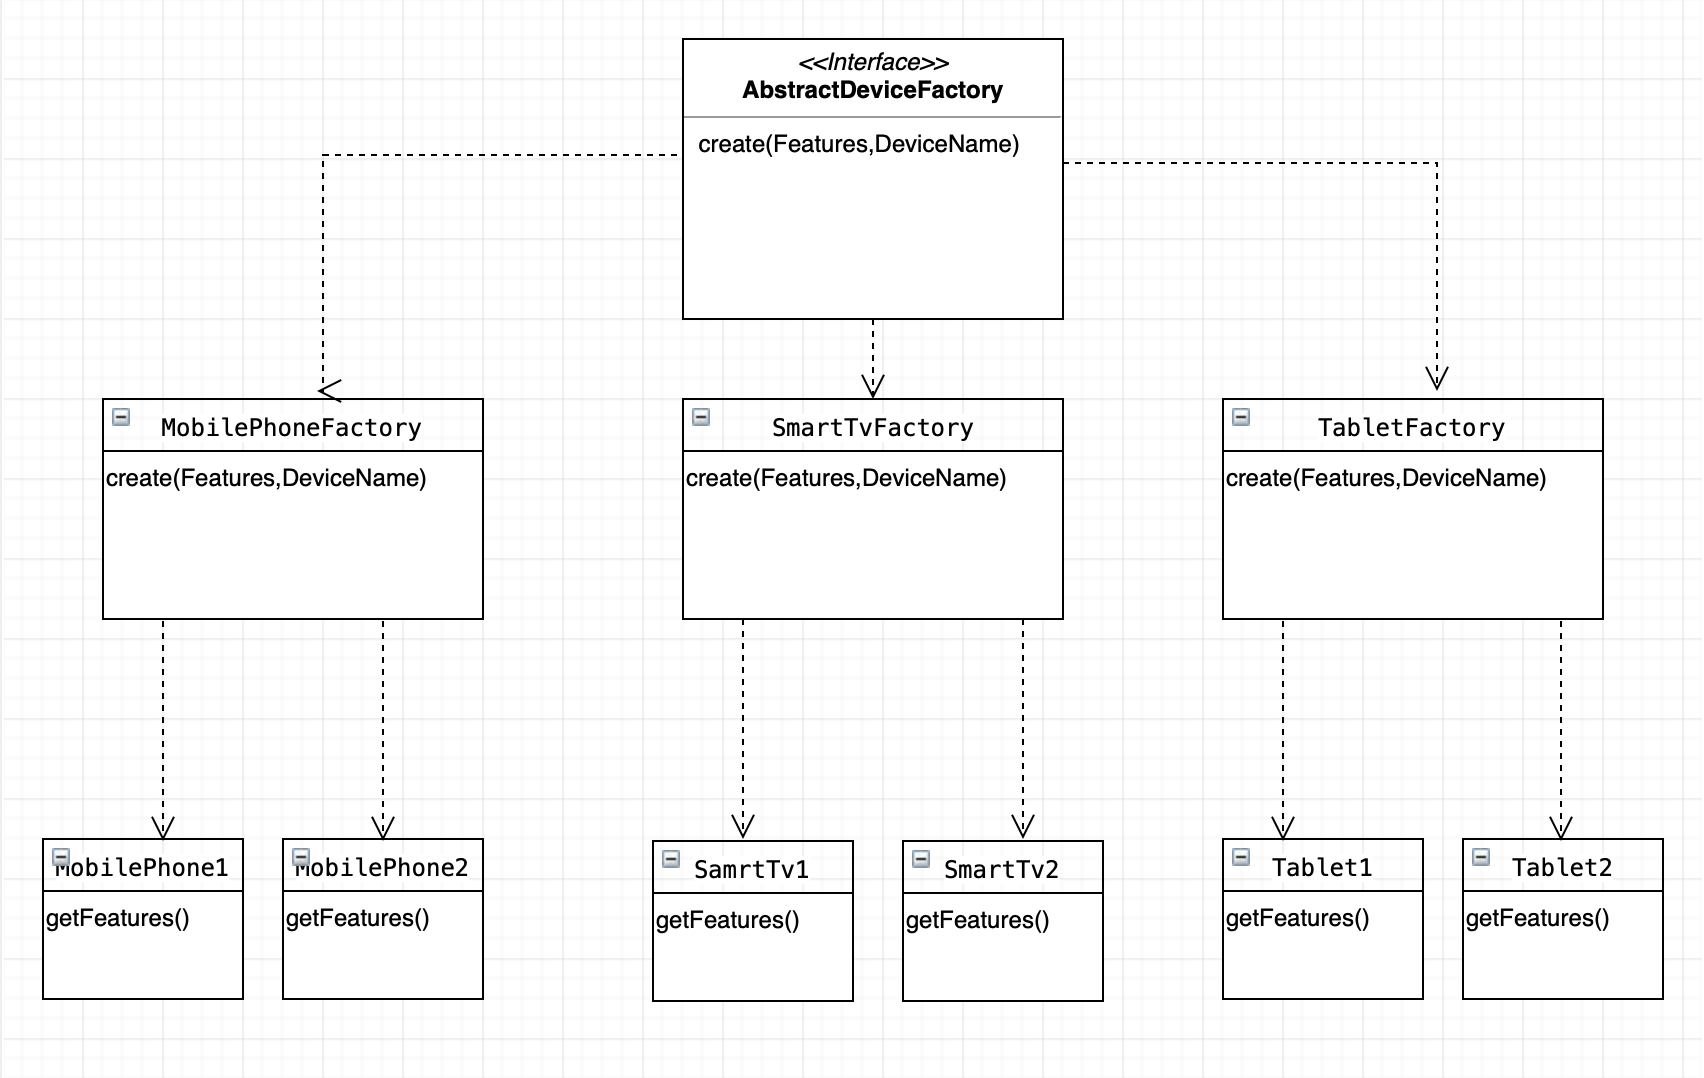 <<Interface>>
AbstractDeviceFactory
create(Features,DeviceName)
MobilePhoneFactory
create(Features,DeviceName)
SmartTvFactory
create(Features,DeviceName)
TabletFactory
create(Features,DeviceName)
MobilePhone1
getFeatures()
MobilePhone2
getFeatures()
SamrtTv1
getFeatures()
SmartTv2
getFeatures()
Tablet1
getFeatures()
Tablet2
getFeatures()